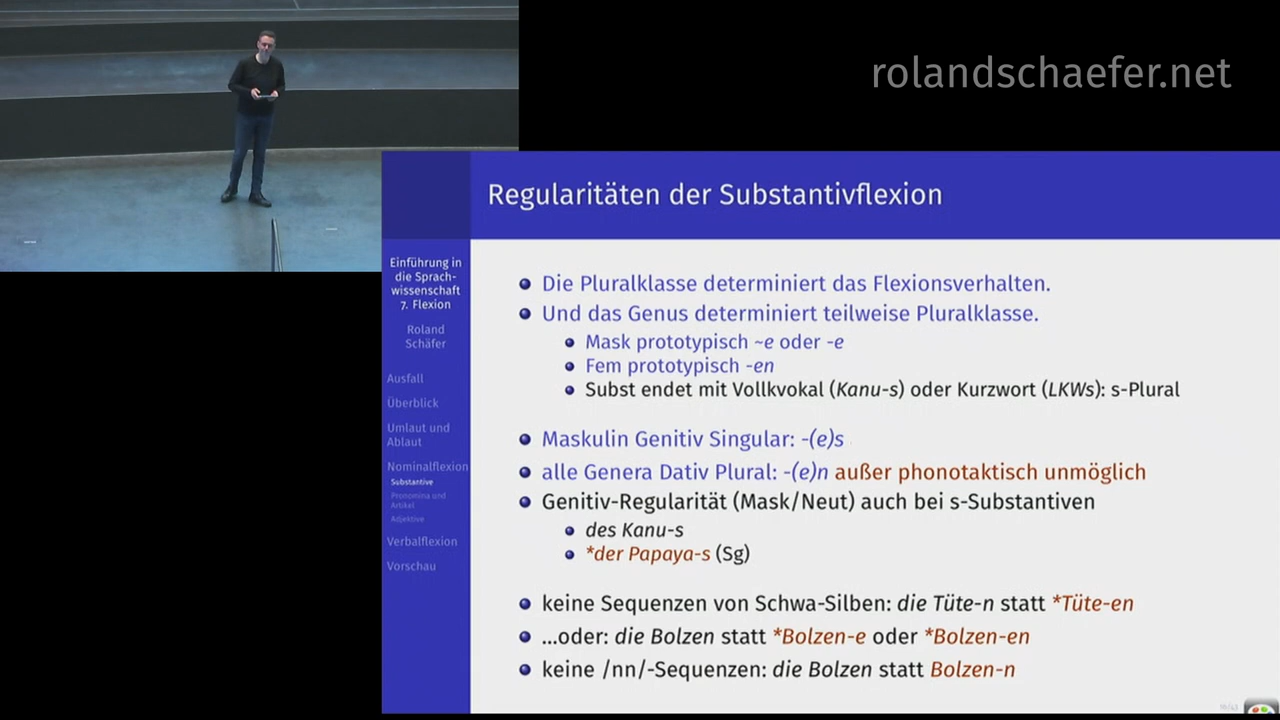 rolandschaefer.net
Regularitäten der Substantivflexion
Einführung in
die Sprach-
wissenschaft
7. Flexion
Roland
Schäfer
Ausfall
Überblick
Umlaut und
Ablaut
Nominalflexion
Substantive
Pronomina und
Artikel
Adjektive
Verbalflexion
Vorschau
Die Pluralklasse determiniert das Flexionsverhalten.
Und das Genus determiniert teilweise Pluralklasse.
Mask prototypisch ~e oder -e
Fem prototypisch -en
Subst endet mit Vollkvokal (Kanu-s) oder Kurzwort (LKWs): s-Plural
Maskulin Genitiv Singular: -(e)s
alle Genera Dativ Plural: -(e)n außer phonotaktisch unmöglich
Genitiv-Regularität (Mask/Neut) auch bei s-Substantiven
des Kanu-s
*der Papaya-s (Sg)
keine Sequenzen von Schwa-Silben: die Tüte-n statt *Tüte-en
...oder: die Bolzen statt *Bolzen-e oder *Bolzen-en
keine /nn/-Sequenzen: die Bolzen statt Bolzen-n